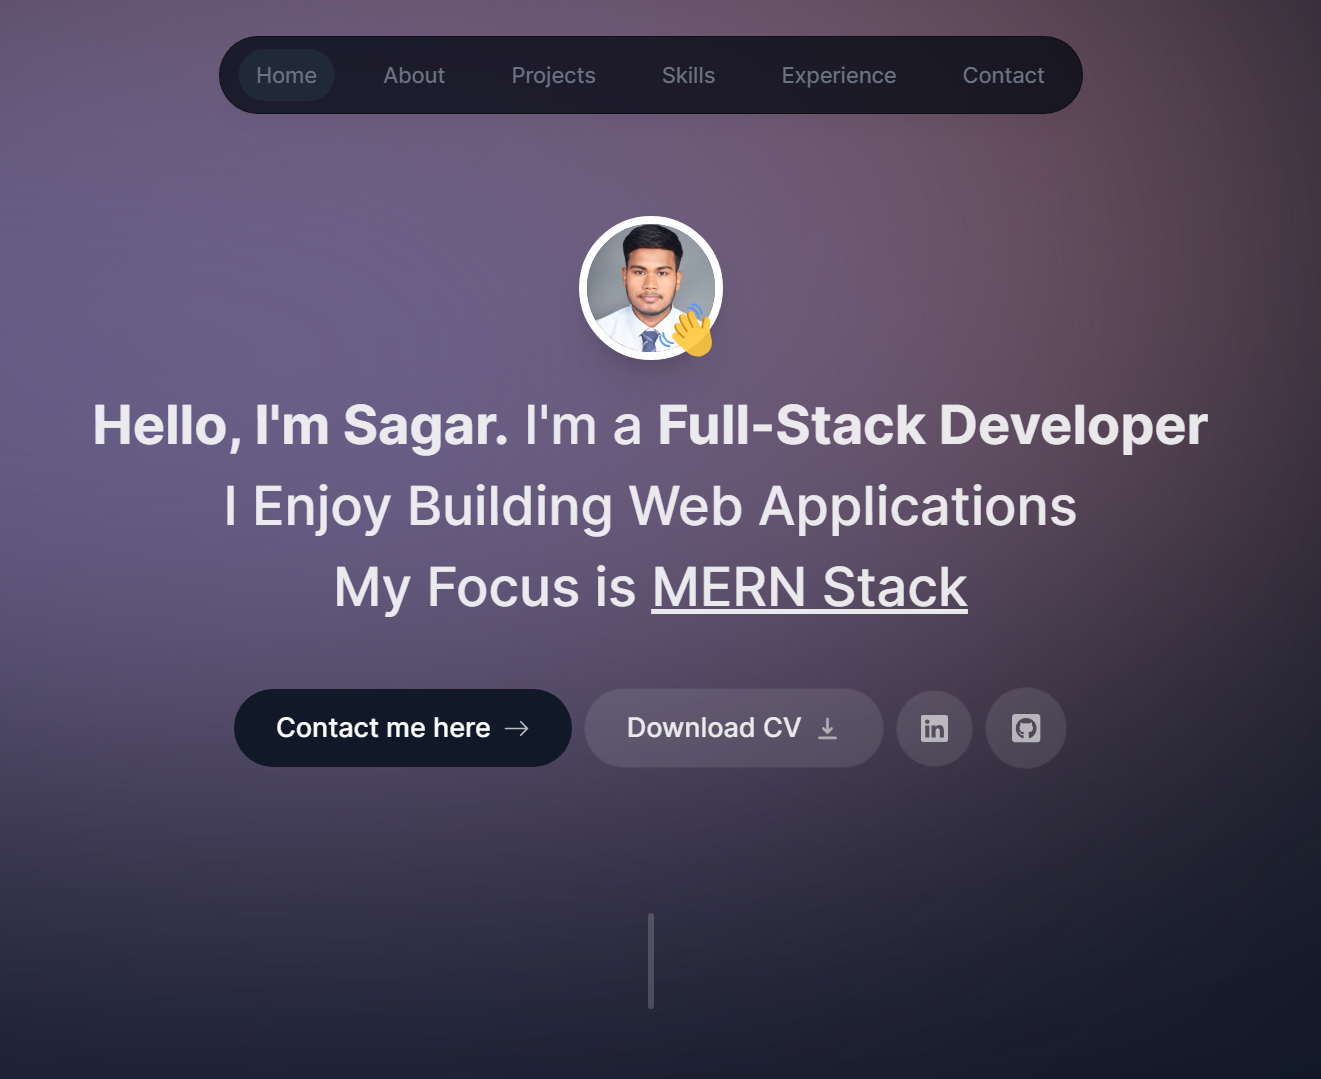 Home About Projects Skills Experience Contact
Hello, I'm Sagar. I'm a Full-Stack Developer
I Enjoy Building Web Applications
My Focus is MERN Stack
Contact me here Download CV